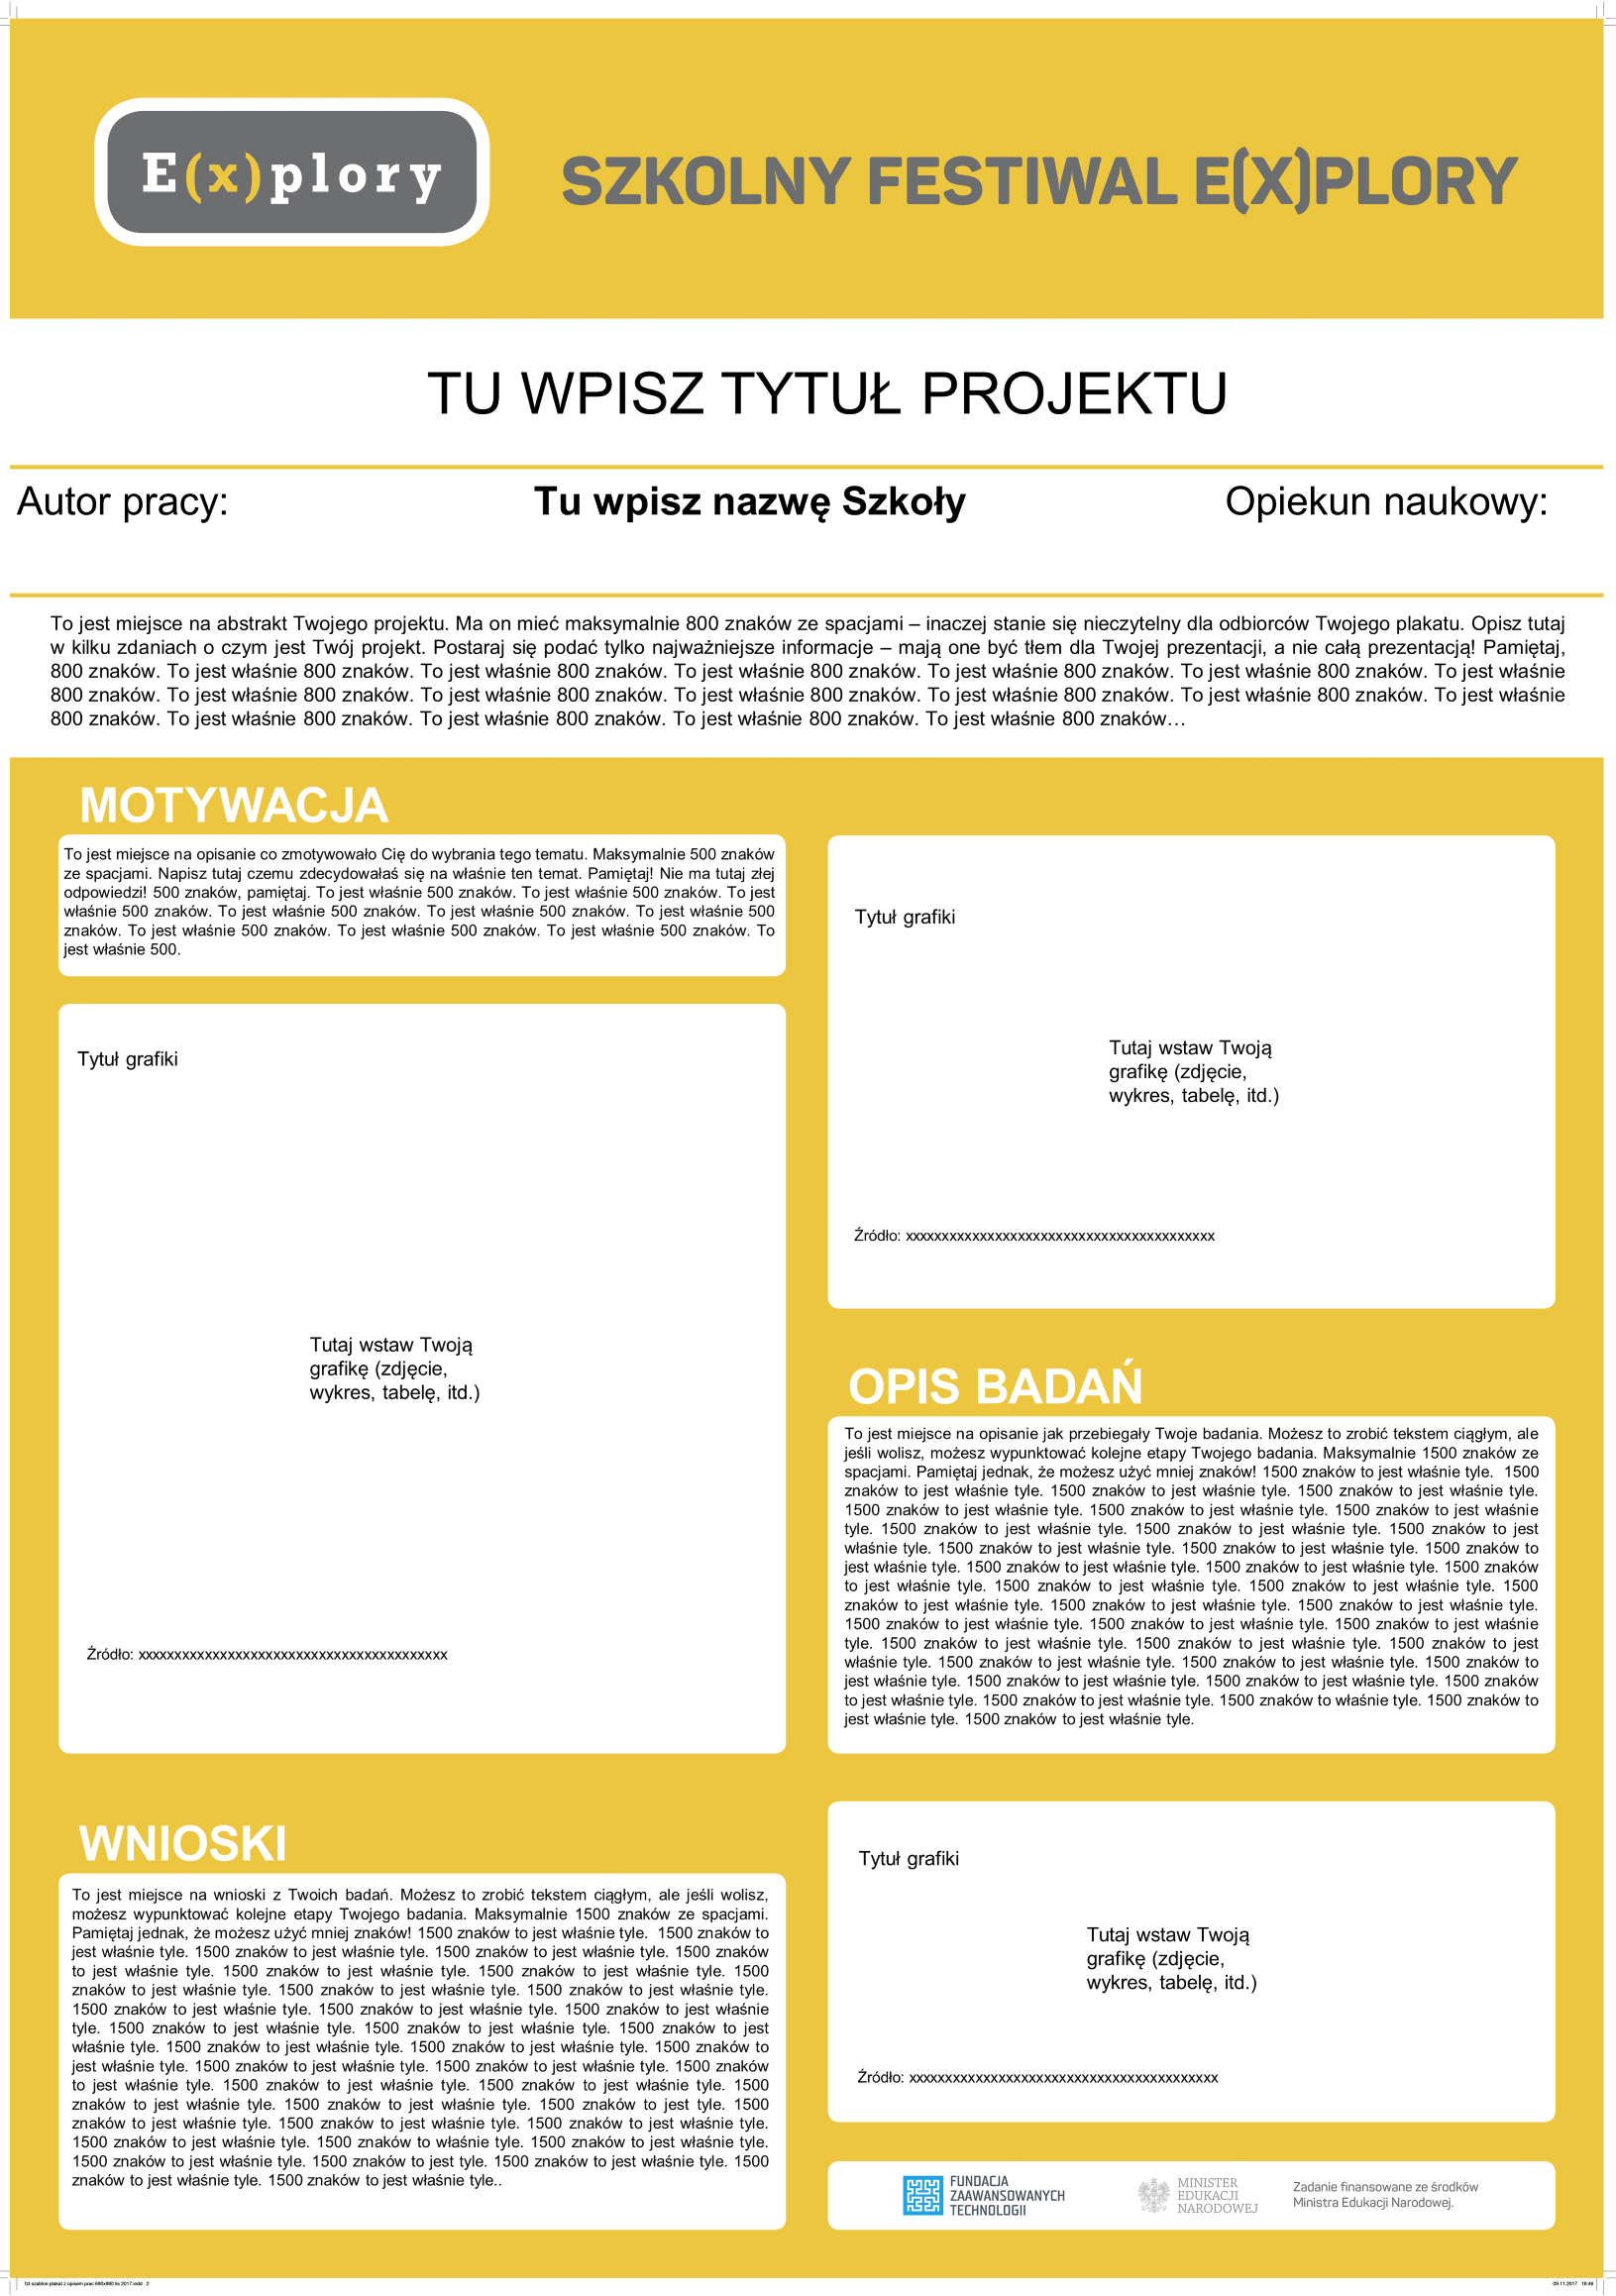 E(x)plory
SZKOLNY FESTIWAL E(X)PLORY
TU WPISZ TYTUŁ PROJEKTU
Autor pracy:
Tu wpisz nazwę Szkoły
Opiekun naukowy:
To jest miejsce na abstrakt Twojego projektu. Ma on mieć maksymalnie 800 znaków ze spacjami – inaczej stanie się nieczytelny dla odbiorców Twojego plakatu. Opisz tutaj
w kilku zdaniach o czym jest Twój projekt. Postaraj się podać tylko najważniejsze informacje – mają one być tłem dla Twojej prezentacji, a nie całą prezentacją! Pamiętaj,
800 znaków. To jest właśnie 800 znaków. To jest właśnie 800 znaków. To jest właśnie 800 znaków. To jest właśnie 800 znaków. To jest właśnie 800 znaków. To jest właśnie
800 znaków. To jest właśnie 800 znaków. To jest właśnie 800 znaków. To jest właśnie 800 znaków. To jest właśnie 800 znaków. To jest właśnie 800 znaków. To jest właśnie
800 znaków. To jest właśnie 800 znaków. To jest właśnie 800 znaków. To jest właśnie 800 znaków. To jest właśnie 800 znaków…
MOTYWACJA
To jest miejsce na opisanie co zmotywowało Cię do wybrania tego tematu. Maksymalnie 500 znaków
ze spacjami. Napisz tutaj czemu zdecydowałaś się na właśnie ten temat. Pamiętaj! Nie ma tutaj złej
odpowiedzi! 500 znaków, pamiętaj. To jest właśnie 500 znaków. To jest właśnie 500 znaków. To jest
właśnie 500 znaków. To jest właśnie 500 znaków. To jest właśnie 500 znaków. To jest właśnie 500
znaków. To jest właśnie 500 znaków. To jest właśnie 500 znaków. To jest właśnie 500 znaków. To
jest właśnie 500.
Tytuł grafiki
Tutaj wstaw Twoją
grafikę (zdjęcie,
wykres, tabelę, itd.)
Źródło: xxxxxxxxxxxxxxxxxxxxxxxxxxxxxxxxxxxxxxxxx
WNIOSKI
To jest miejsce na wnioski z Twoich badań. Możesz to zrobić tekstem ciągłym, ale jeśli wolisz,
możesz wypunktować kolejne etapy Twojego badania. Maksymalnie 1500 znaków ze spacjami.
Pamiętaj jednak, że możesz użyć mniej znaków! 1500 znaków to jest właśnie tyle. 1500 znaków to
jest właśnie tyle. 1500 znaków to jest właśnie tyle. 1500 znaków to jest właśnie tyle. 1500 znaków
to jest właśnie tyle. 1500 znaków to jest właśnie tyle. 1500 znaków to jest właśnie tyle. 1500
znaków to jest właśnie tyle. 1500 znaków to jest właśnie tyle. 1500 znaków to jest właśnie tyle.
1500 znaków to jest właśnie tyle. 1500 znaków to jest właśnie tyle. 1500 znaków to jest właśnie
tyle. 1500 znaków to jest właśnie tyle. 1500 znaków to jest właśnie tyle. 1500 znaków to jest
właśnie tyle. 1500 znaków to jest właśnie tyle. 1500 znaków to jest właśnie tyle. 1500 znaków to
jest właśnie tyle. 1500 znaków to jest właśnie tyle. 1500 znaków to jest właśnie tyle. 1500 znaków
to jest właśnie tyle. 1500 znaków to jest właśnie tyle. 1500 znaków to jest właśnie tyle. 1500
znaków to jest właśnie tyle. 1500 znaków to jest właśnie tyle. 1500 znaków to jest tyle. 1500
znaków to jest właśnie tyle. 1500 znaków to jest właśnie tyle. 1500 znaków to jest właśnie tyle.
1500 znaków to jest właśnie tyle. 1500 znaków to właśnie tyle. 1500 znaków to jest właśnie tyle.
1500 znaków to jest właśnie tyle. 1500 znaków to jest tyle. 1500 znaków to jest właśnie tyle. 1500
znaków to jest właśnie tyle. 1500 znaków to jest właśnie tyle..
Tytuł grafiki
Tutaj wstaw Twoją
grafikę (zdjęcie,
wykres, tabelę, itd.)
Źródło: xxxxxxxxxxxxxxxxxxxxxxxxxxxxxxxxxxxxxxxxx
OPIS BADAŃ
To jest miejsce na opisanie jak przebiegały Twoje badania. Możesz to zrobić tekstem ciągłym, ale
jeśli wolisz, możesz wypunktować kolejne etapy Twojego badania. Maksymalnie 1500 znaków ze
spacjami. Pamiętaj jednak, że możesz użyć mniej znaków! 1500 znaków to jest właśnie tyle. 1500
znaków to jest właśnie tyle. 1500 znaków to jest właśnie tyle. 1500 znaków to jest właśnie tyle.
1500 znaków to jest właśnie tyle. 1500 znaków to jest właśnie tyle. 1500 znaków to jest właśnie
tyle. 1500 znaków to jest właśnie tyle. 1500 znaków to jest właśnie tyle. 1500 znaków to jest
właśnie tyle. 1500 znaków to jest właśnie tyle. 1500 znaków to jest właśnie tyle. 1500 znaków to
jest właśnie tyle. 1500 znaków to jest właśnie tyle. 1500 znaków to jest właśnie tyle. 1500 znaków
to jest właśnie tyle. 1500 znaków to jest właśnie tyle. 1500 znaków to jest właśnie tyle. 1500
znaków to jest właśnie tyle. 1500 znaków to jest właśnie tyle. 1500 znaków to jest właśnie tyle.
1500 znaków to jest właśnie tyle. 1500 znaków to jest właśnie tyle. 1500 znaków to jest właśnie
tyle. 1500 znaków to jest właśnie tyle. 1500 znaków to jest właśnie tyle. 1500 znaków to jest
właśnie tyle. 1500 znaków to jest właśnie tyle. 1500 znaków to jest właśnie tyle. 1500 znaków to
jest właśnie tyle. 1500 znaków to jest właśnie tyle. 1500 znaków to jest właśnie tyle. 1500 znaków
to jest właśnie tyle. 1500 znaków to jest właśnie tyle. 1500 znaków to właśnie tyle. 1500 znaków to
jest właśnie tyle. 1500 znaków to jest właśnie tyle.
Tytuł grafiki
Tutaj wstaw Twoją
grafikę (zdjęcie,
wykres, tabelę, itd.)
Źródło: xxxxxxxxxxxxxxxxxxxxxxxxxxxxxxxxxxxxxxxxx
FUNDACJA
ZAAWANSOWANYCH
TECHNOLOGII
MINISTER
EDUKACJI
NARODOWEJ
Zadanie finansowane ze środków
Ministra Edukacji Narodowej.
szablon plakat z opisem prac 680x980 lis 2017.indd 2
09.11.2017 18:46